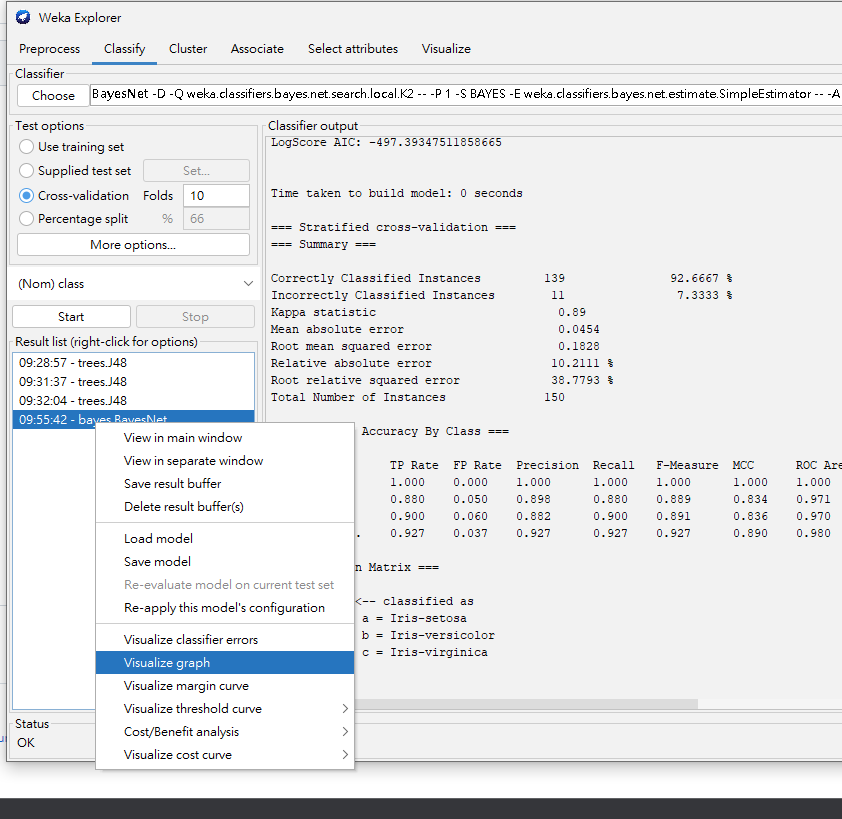 Weka Explorer
Preprocess Classify Cluster Associate Select attributes Visualize
Classifier
Choose BayesNet -D -Q weka.classifiers.bayes.net.search.local.K2 -- -P 1 -S BAYES -E weka.classifiers.bayes.net.estimate.SimpleEstimator -- -A
Test options
Use training set
Supplied test set Set...
Cross-validation Folds 10
Percentage split % 66
More options...
(Nom) class
Start Stop
Result list (right-click for options)
09:28:57 - trees.J48
09:31:37 - trees.J48
09:32:04 - trees.J48
09:55:42 - bayes.BayesNet
View in main window
View in separate window
Save result buffer
Delete result buffer(s)
Load model
Save model
Re-evaluate model on current test set
Re-apply this model's configuration
Visualize classifier errors
Visualize graph
Visualize margin curve
Visualize threshold curve
Cost/Benefit analysis
Visualize cost curve
Classifier output
LogScore AIC: -497.39347511858665
Time taken to build model: 0 seconds
=== Stratified cross-validation ===
=== Summary ===
Correctly Classified Instances 139 92.6667 %
Incorrectly Classified Instances 11 7.3333 %
Kappa statistic 0.89
Mean absolute error 0.0454
Root mean squared error 0.1828
Relative absolute error 10.2111 %
Root relative squared error 38.7793 %
Total Number of Instances 150
Accuracy By Class ===
TP Rate FP Rate Precision Recall F-Measure MCC ROC Are
1.000 0.000 1.000 1.000 1.000 1.000 1.000
0.880 0.050 0.898 0.880 0.889 0.834 0.971
0.900 0.060 0.882 0.900 0.891 0.836 0.970
. 0.927 0.037 0.927 0.927 0.927 0.890 0.980
n Matrix ===
<-- classified as
a = Iris-setosa
b = Iris-versicolor
c = Iris-virginica
Status
OK